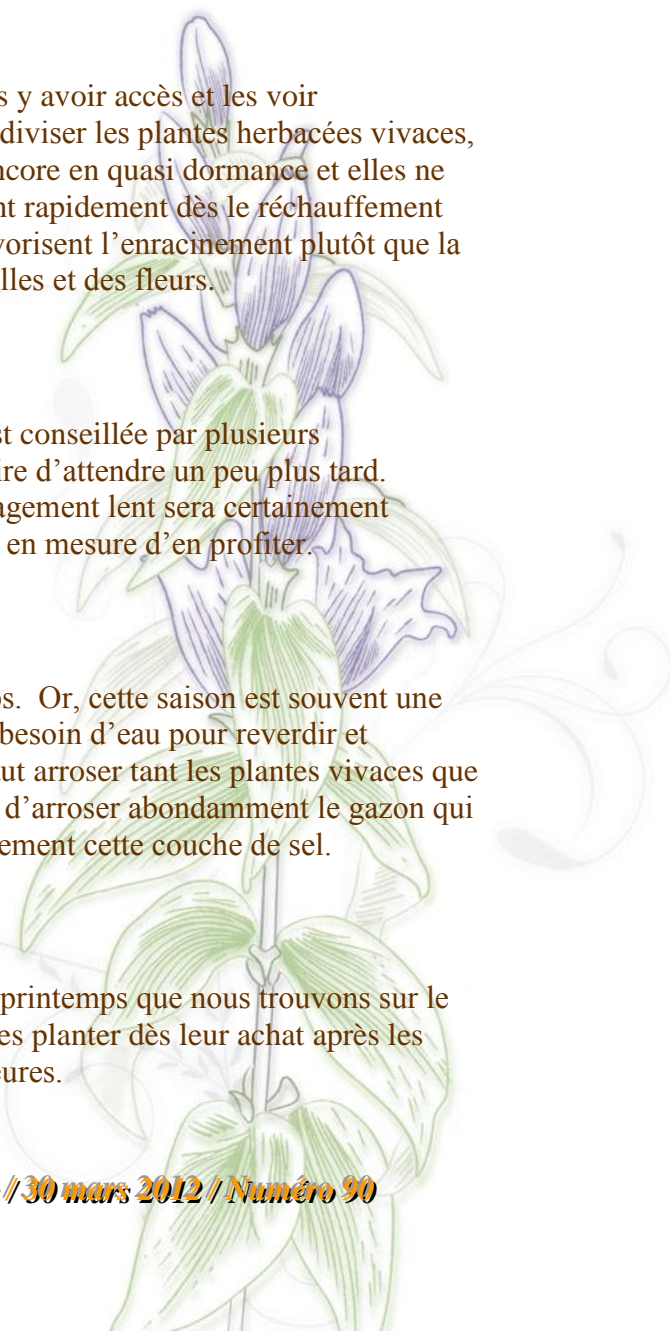 s y avoir accès et les voir
diviser les plantes herbacées vivaces,
ncore en quasi dormance et elles ne
nt rapidement dès le réchauffement
vorisent l’enracinement plutôt que la
lles et des fleurs.
st conseillée par plusieurs
ire d’attendre un peu plus tard.
agement lent sera certainement
en mesure d’en profiter.
os. Or, cette saison est souvent une
besoin d’eau pour reverdir et
aut arroser tant les plantes vivaces que
d’arroser abondamment le gazon qui
ement cette couche de sel.
printemps que nous trouvons sur le
es planter dès leur achat après les
eures.
/ 30 mars 2012 / Numéro 90